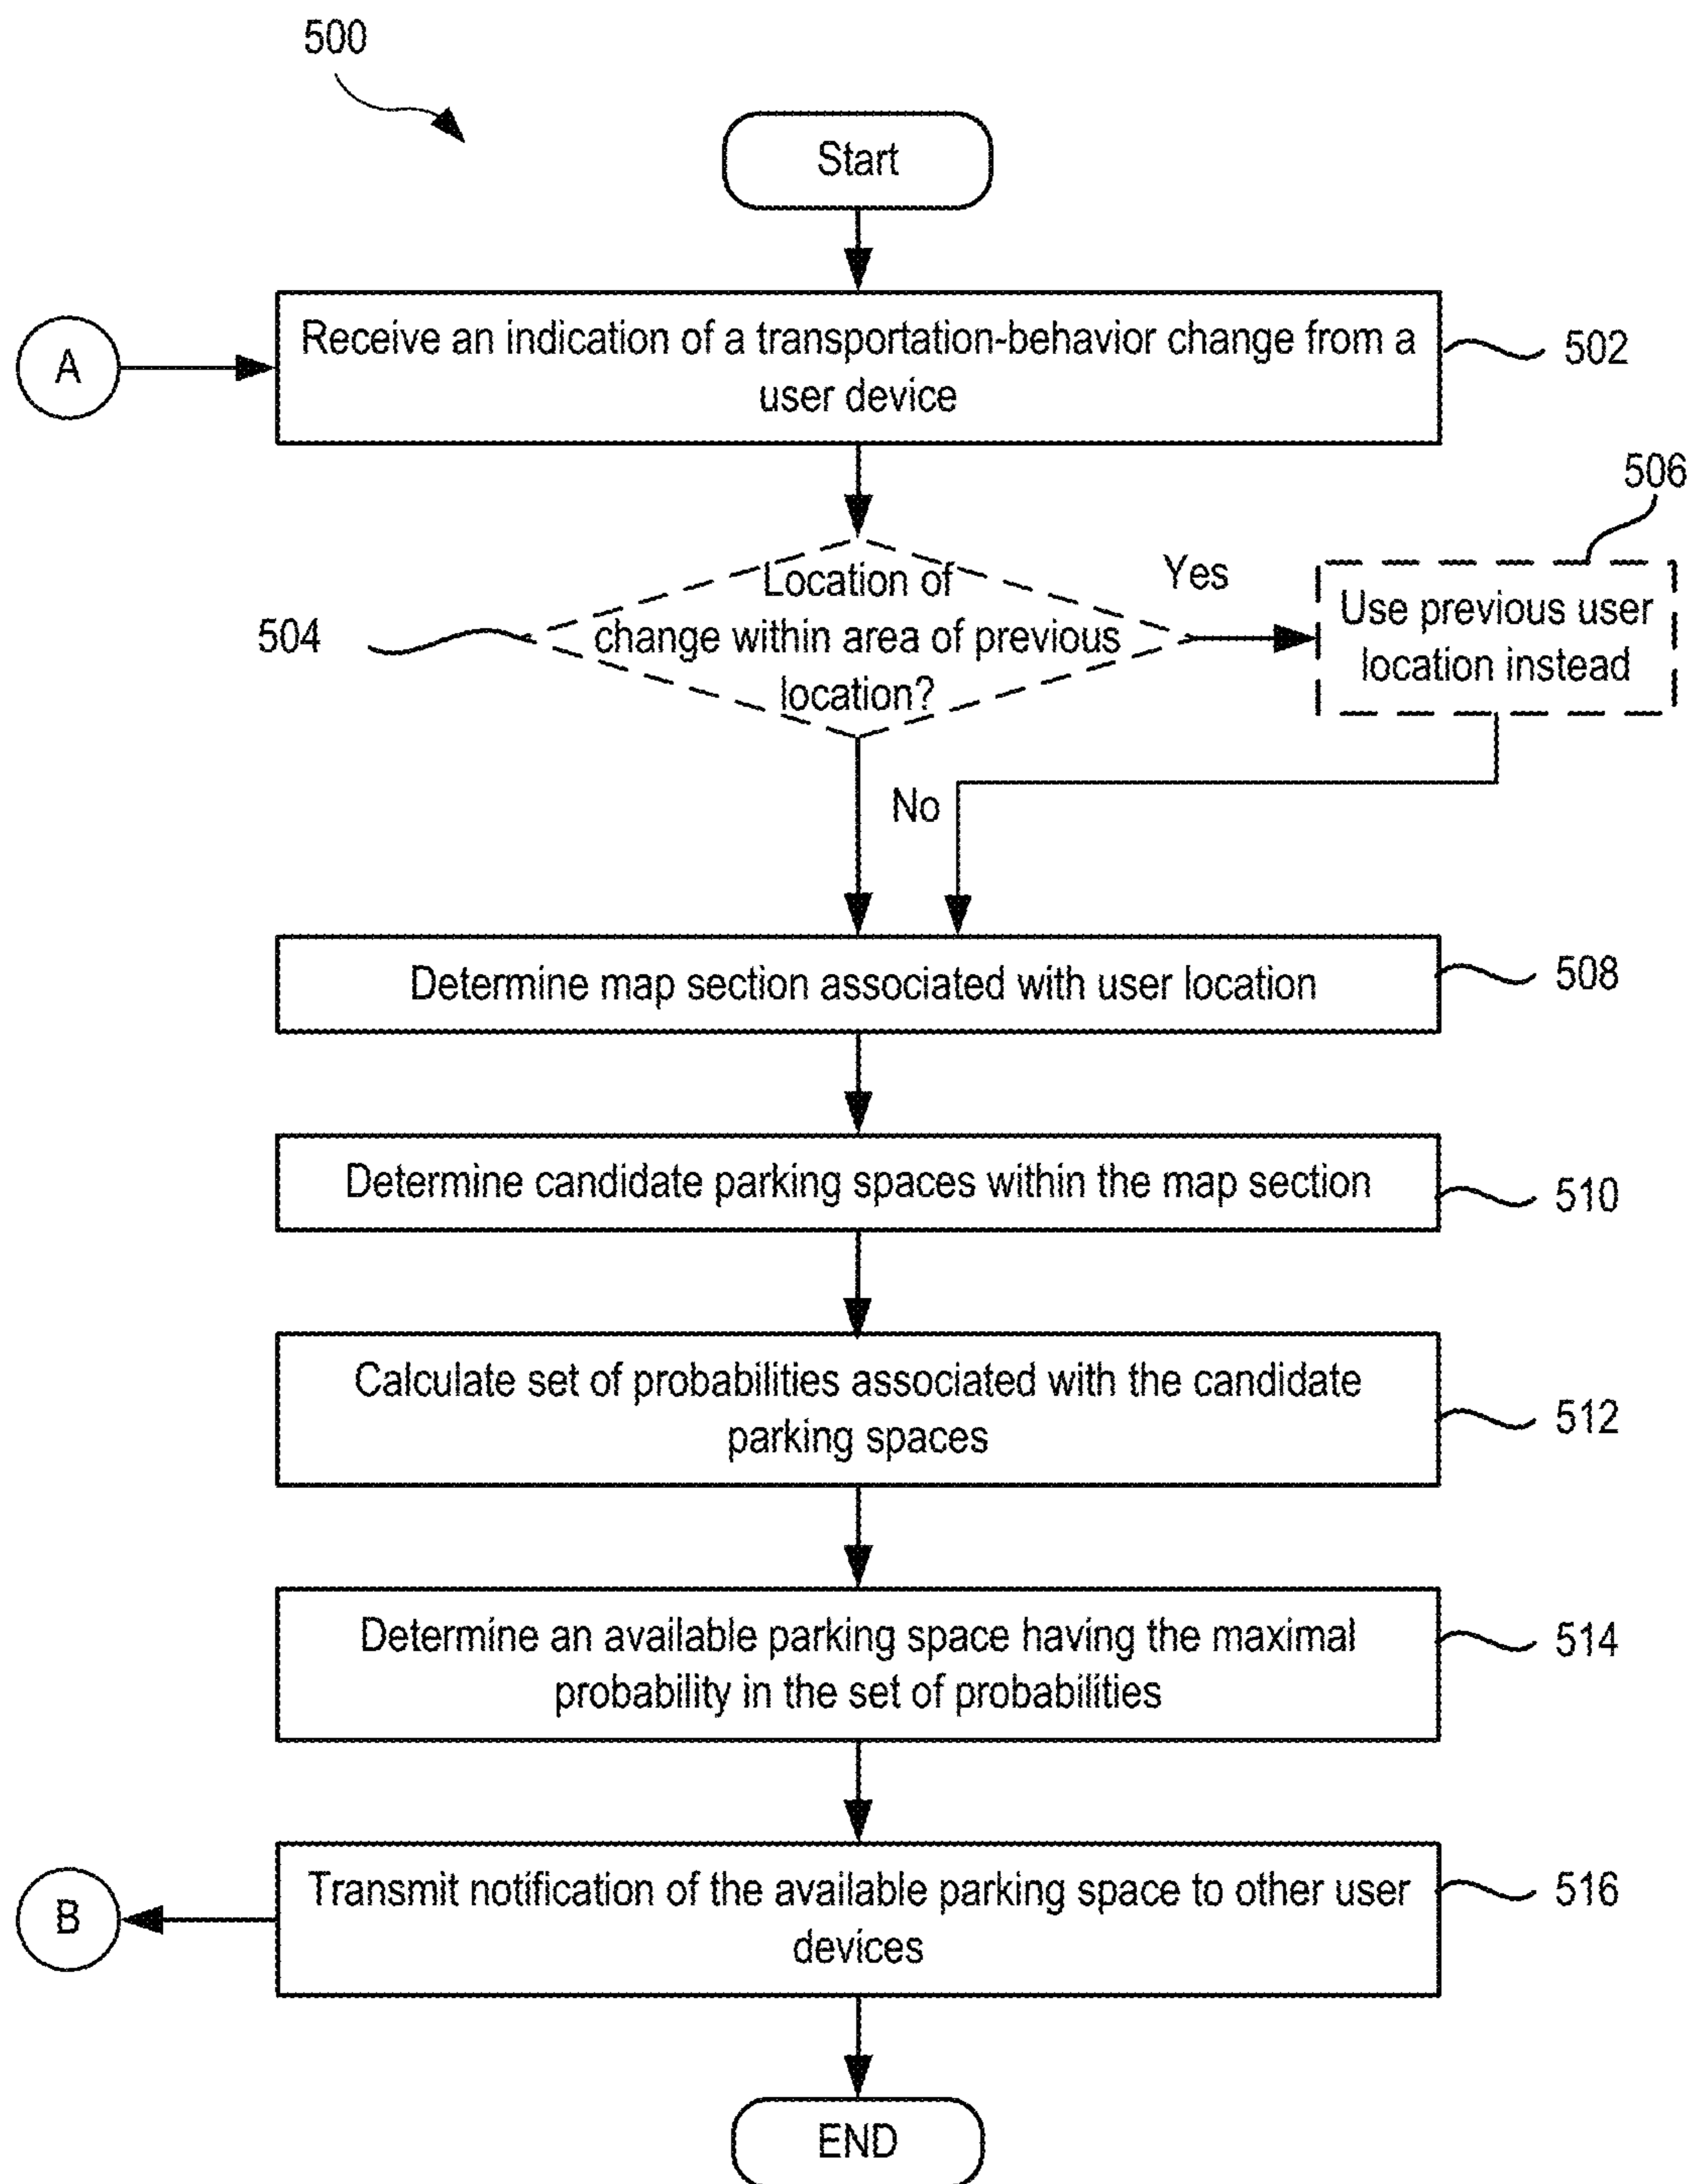 500
Start
A
Receive an indication of a transportation-behavior change from a
user device
502
506
Yes
Location of
change within area of previous
location?
504
Use previous user
location instead
No
Determine map section associated with user location
508
Determine candidate parking spaces within the map section
510
Calculate set of probabilities associated with the candidate
parking spaces
512
Determine an available parking space having the maximal
probability in the set of probabilities
514
Transmit notification of the available parking space to other user
devices
516
B
END